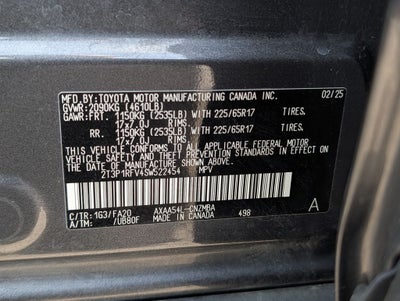 MFD. BY: TOYOTA MOTOR MANUFACTURING CANADA INC. 02/25
GVWR: 2090KG (4610LB)
GAWR: FRT. 1150KG (2535LB) WITH 225/65R17 TIRES.
17x7.0J RIMS,
RR. 1150KG (2535LB) WITH 225/65R17 TIRES.
17x7.0J RIMS,
THIS VEHICLE CONFORMS TO ALL APPLICABLE FEDERAL MOTOR
VEHICLE SAFETY STANDARDS IN EFFECT ON THE DATE OF
MANUFACTURE SHOWN ABOVE.
2T3P1RFV4SW522454 MPV
C/TR: 1G3/FA20 AXAA54L-CNZMBA A
A/TM: /UB80F MADE IN CANADA 498